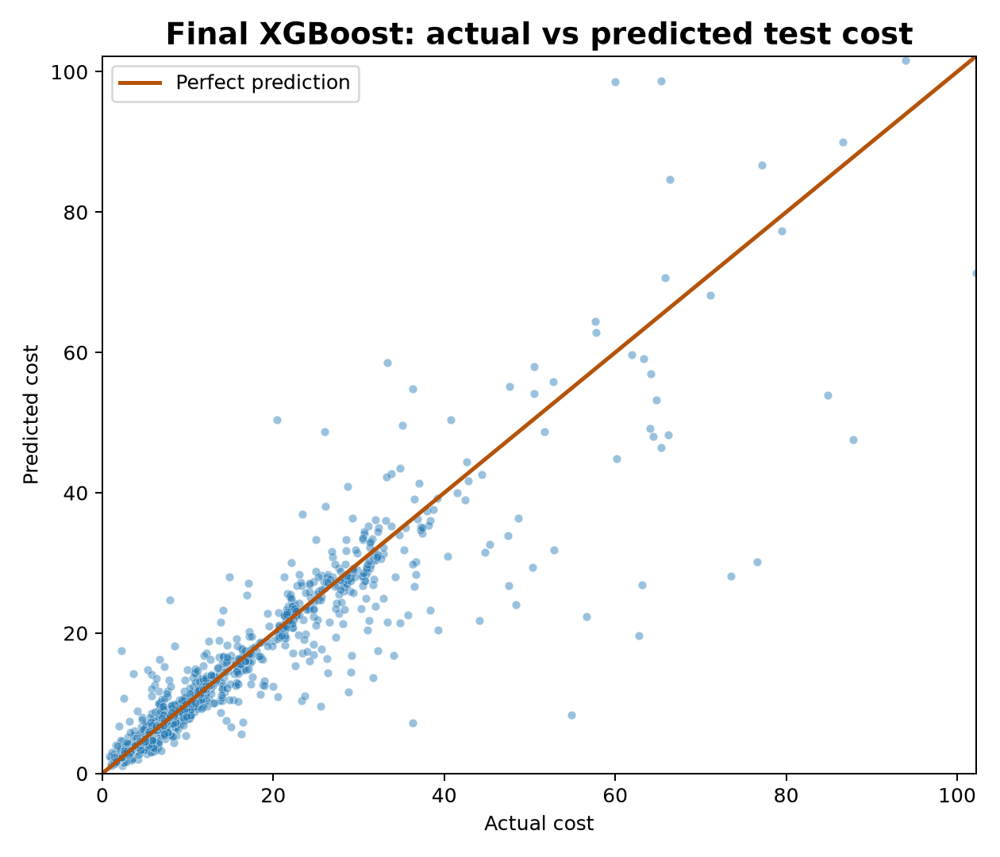 Final XGBoost: actual vs predicted test cost
Perfect prediction
100
80
60
40
20
0
Predicted cost
0 20 40 60 80 100
Actual cost